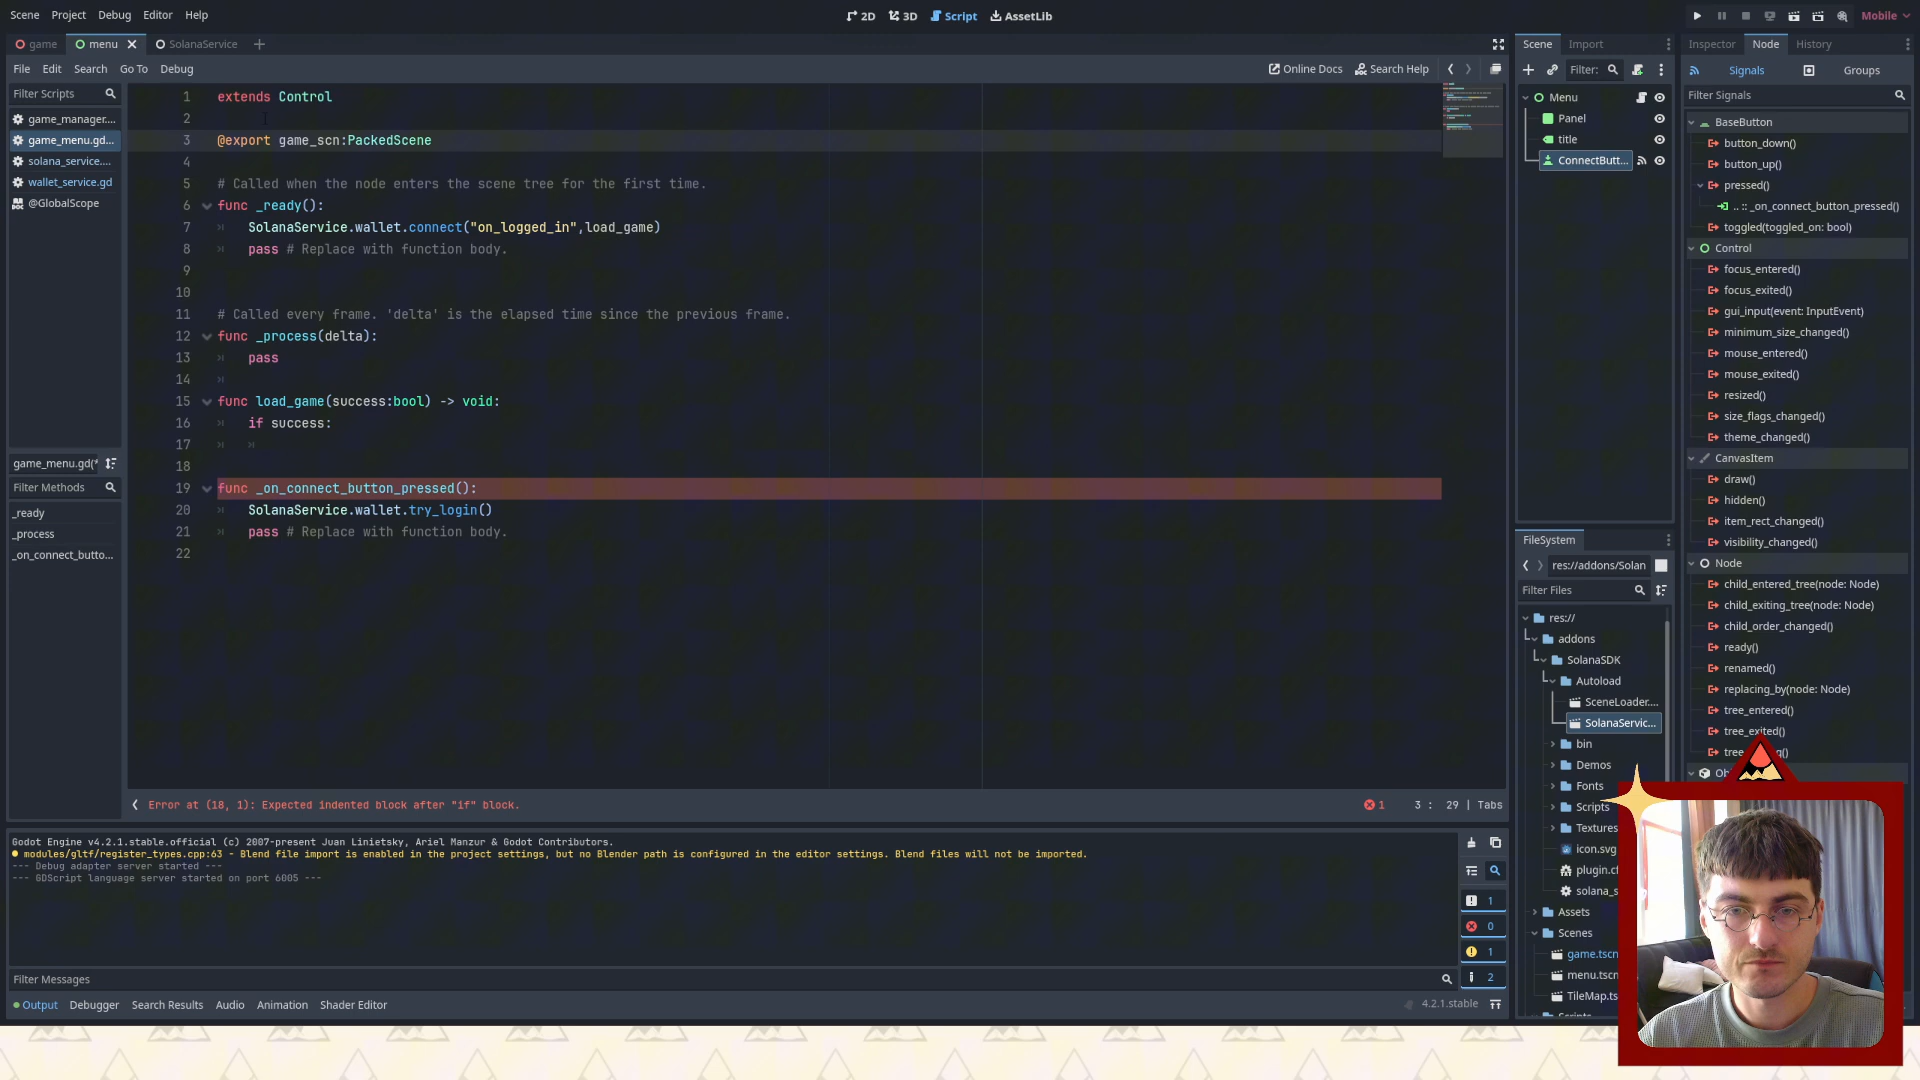 Scene Project Debug Editor Help
2D 3D Script AssetLib
Mobile
game menu SolanaService
File Edit Search Go To Debug
Online Docs Search Help
Filter Scripts
game_manager....
game_menu.gd...
solana_service....
wallet_service.gd
@GlobalScope
game_menu.gd(*
Filter Methods
_ready
_process
_on_connect_butto...
1 extends Control
2
3 @export game_scn:PackedScene
4
5 # Called when the node enters the scene tree for the first time.
6 func _ready():
7 SolanaService.wallet.connect("on_logged_in",load_game)
8 pass # Replace with function body.
9
10
11 # Called every frame. 'delta' is the elapsed time since the previous frame.
12 func _process(delta):
13 pass
14
15 func load_game(success:bool) -> void:
16 if success:
17
18
19 func _on_connect_button_pressed():
20 SolanaService.wallet.try_login()
21 pass # Replace with function body.
22
Error at (18, 1): Expected indented block after "if" block.
1 3 : 29 | Tabs
Godot Engine v4.2.1.stable.official (c) 2007-present Juan Linietsky, Ariel Manzur & Godot Contributors.
modules/gltf/register_types.cpp:63 - Blend file import is enabled in the project settings, but no Blender path is configured in the editor settings. Blend files will not be imported.
--- Debug adapter server started ---
--- GDScript language server started on port 6005 ---
1
0
1
2
Filter Messages
Output Debugger Search Results Audio Animation Shader Editor
4.2.1.stable
Scene Import
Filter:
Menu
Panel
title
ConnectButt...
FileSystem
res://addons/Solan
Filter Files
res://
addons
SolanaSDK
Autoload
SceneLoader....
SolanaServic...
bin
Demos
Fonts
Scripts
Textures
icon.svg
plugin.cf
solana_s
Assets
Scenes
game.tscn
menu.tscn
TileMap.ts
Inspector Node History
Signals Groups
Filter Signals
BaseButton
button_down()
button_up()
pressed()
.. :: _on_connect_button_pressed()
toggled(toggled_on: bool)
Control
focus_entered()
focus_exited()
gui_input(event: InputEvent)
minimum_size_changed()
mouse_entered()
mouse_exited()
resized()
size_flags_changed()
theme_changed()
CanvasItem
draw()
hidden()
item_rect_changed()
visibility_changed()
Node
child_entered_tree(node: Node)
child_exiting_tree(node: Node)
child_order_changed()
ready()
renamed()
replacing_by(node: Node)
tree_entered()
tree_exited()